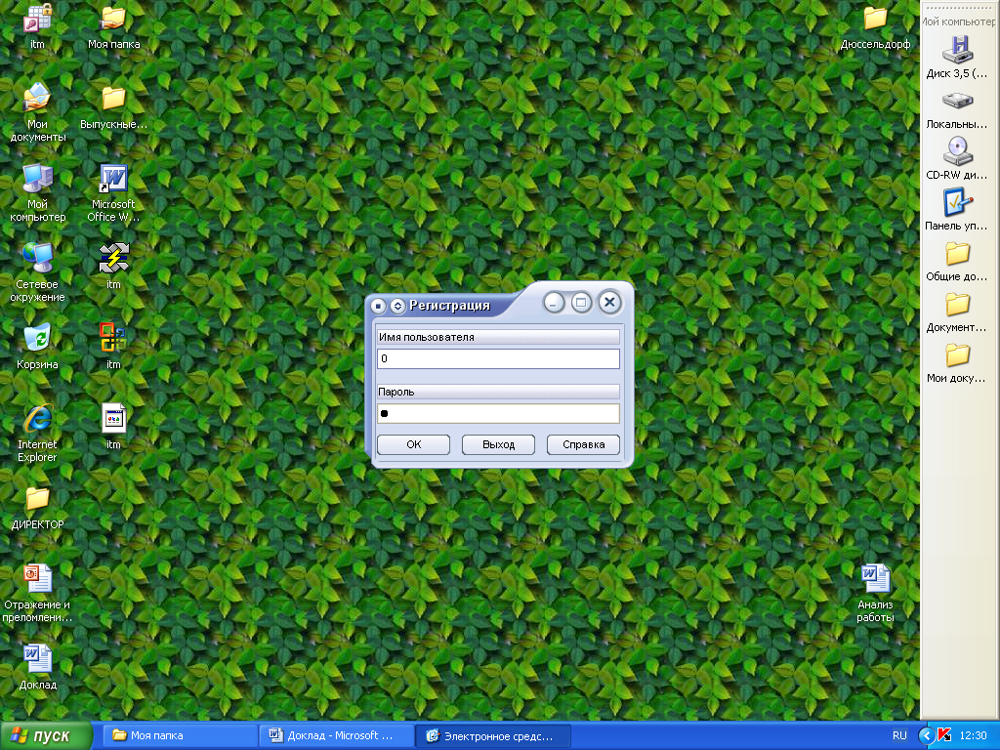 itm
Моя папка
Дюссельдорф
Мой компьютер
Диск 3,5 (...
Мои
документы
Выпускные...
Локальны...
CD-RW ди...
Мой
компьютер
Microsoft
Office W...
Панель уп...
Сетевое
окружение
itm
Общие до...
Регистрация
Имя пользователя
0
Документ...
Корзина
itm
Мои доку...
Пароль
OK
Выход
Справка
Internet
Explorer
itm
ДИРЕКТОР
Отражение и
преломлени...
Анализ
работы
Доклад
пуск
Моя папка
Доклад - Microsoft ...
Электронное средс...
RU
12:30